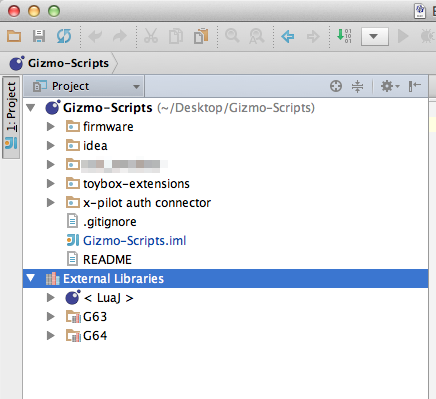 Gizmo-Scripts
1: Project
Project
Gizmo-Scripts (~/Desktop/Gizmo-Scripts)
firmware
idea
toybox-extensions
x-pilot auth connector
.gitignore
Gizmo-Scripts.iml
README
External Libraries
< LuaJ >
G63
G64